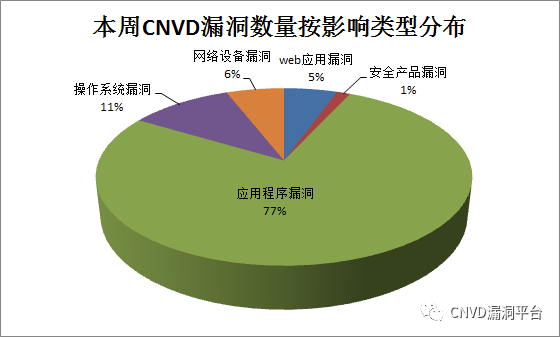 本周CNVD漏洞数量按影响类型分布
网络设备漏洞
6%
web应用漏洞
5%
安全产品漏洞
1%
操作系统漏洞
11%
应用程序漏洞
77%
CNVD漏洞平台